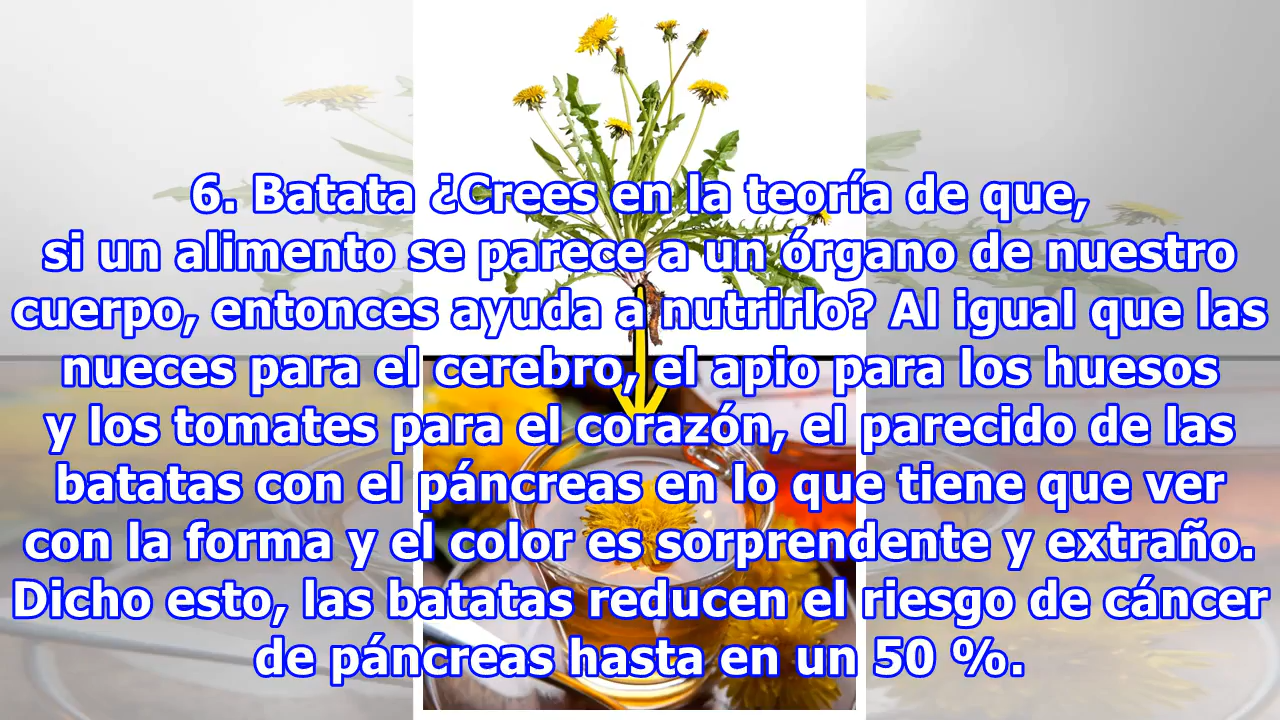 6. Batata ¿Crees en la teoría de que,
si un alimento se parece a un órgano de nuestro
cuerpo, entonces ayuda a nutrirlo? Al igual que las
nueces para el cerebro, el apio para los huesos
y los tomates para el corazón, el parecido de las
batatas con el páncreas en lo que tiene que ver
con la forma y el color es sorprendente y extraño.
Dicho esto, las batatas reducen el riesgo de cáncer
de páncreas hasta en un 50 %.